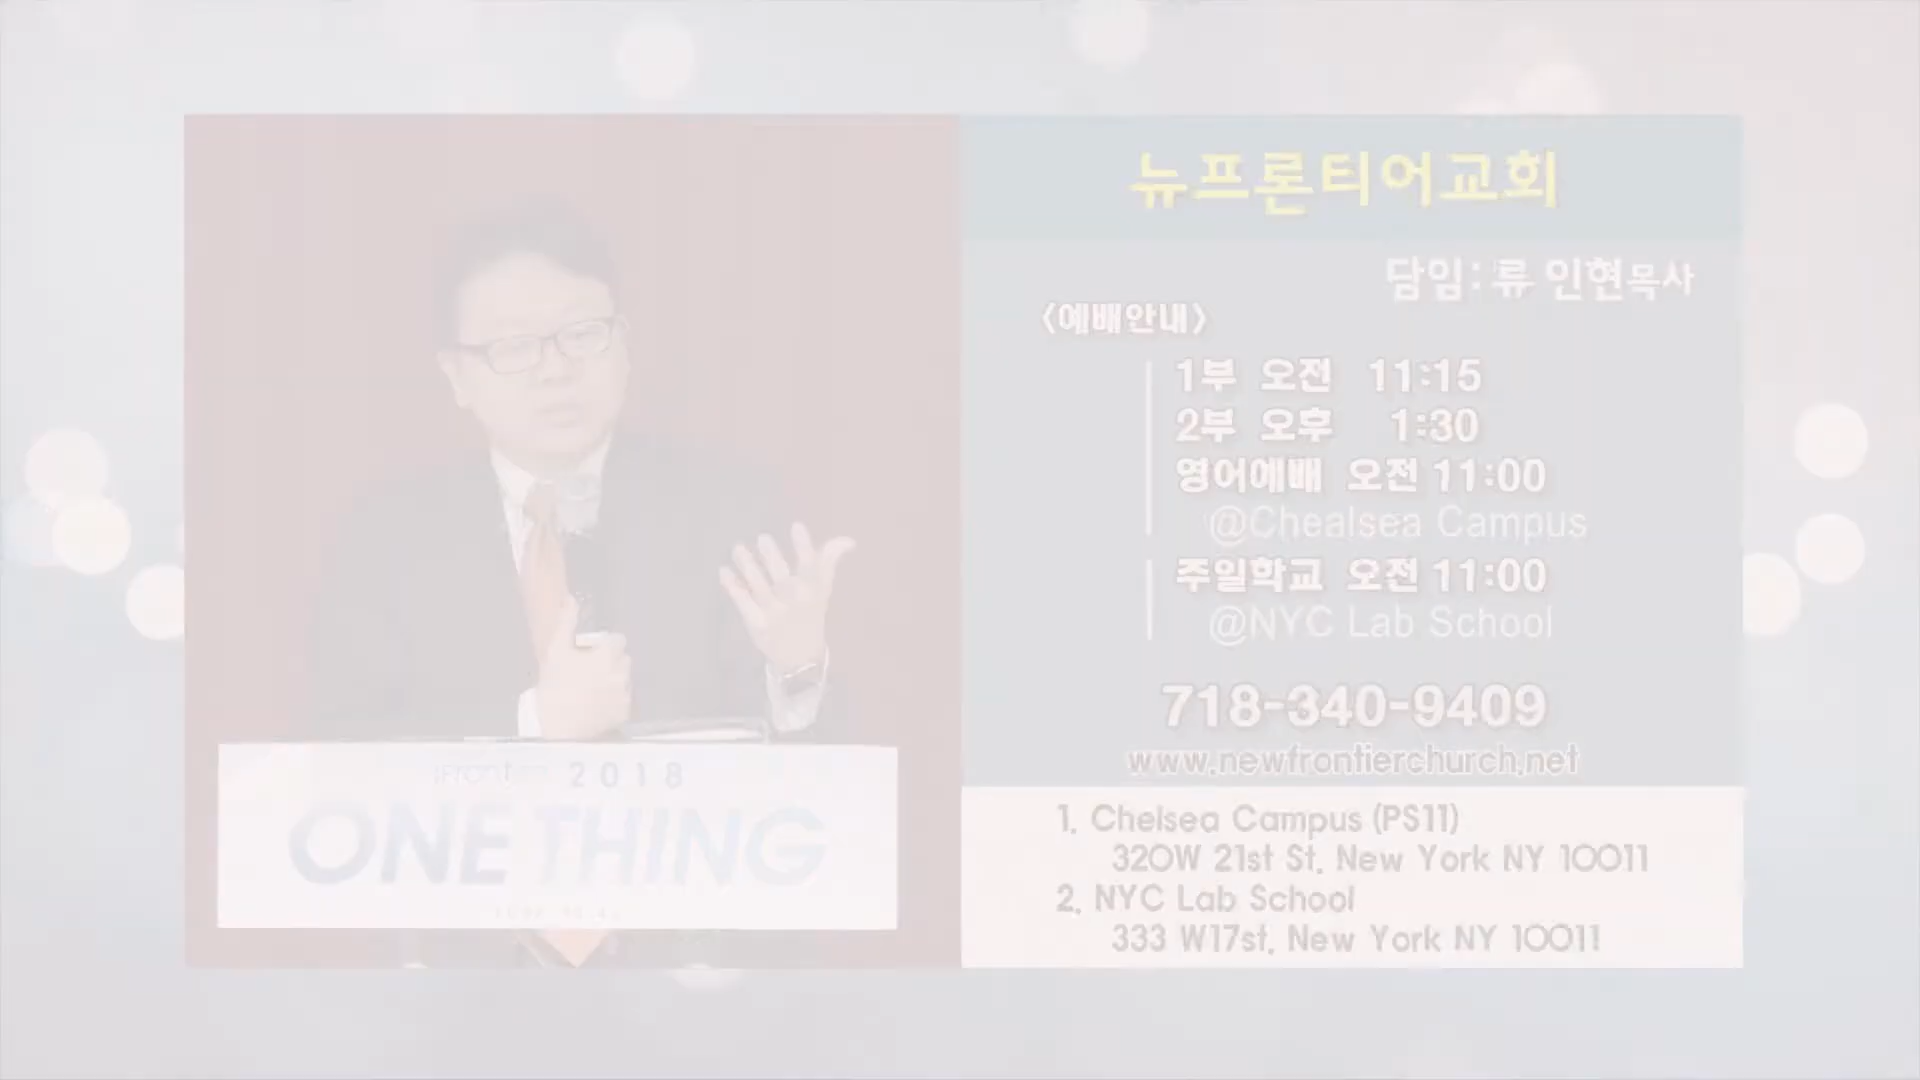 뉴프론티어교회
담임: 류 인현목사
<예배안내>
1부 오전 11:15
2부 오후 1:30
영어예배 오전 11:00
@Chealsea Campus
주일학교 오전 11:00
@NYC Lab School
718-340-9409
www.newfrontierchurch.net
1. Chelsea Campus (PS11)
320W 21st St. New York NY 10011
2. NYC Lab School
333 W17st. New York NY 10011
2018
ONE THING